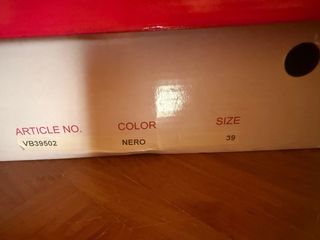 ARTICLE NO. COLOR SIZE
VB39502 NERO 39